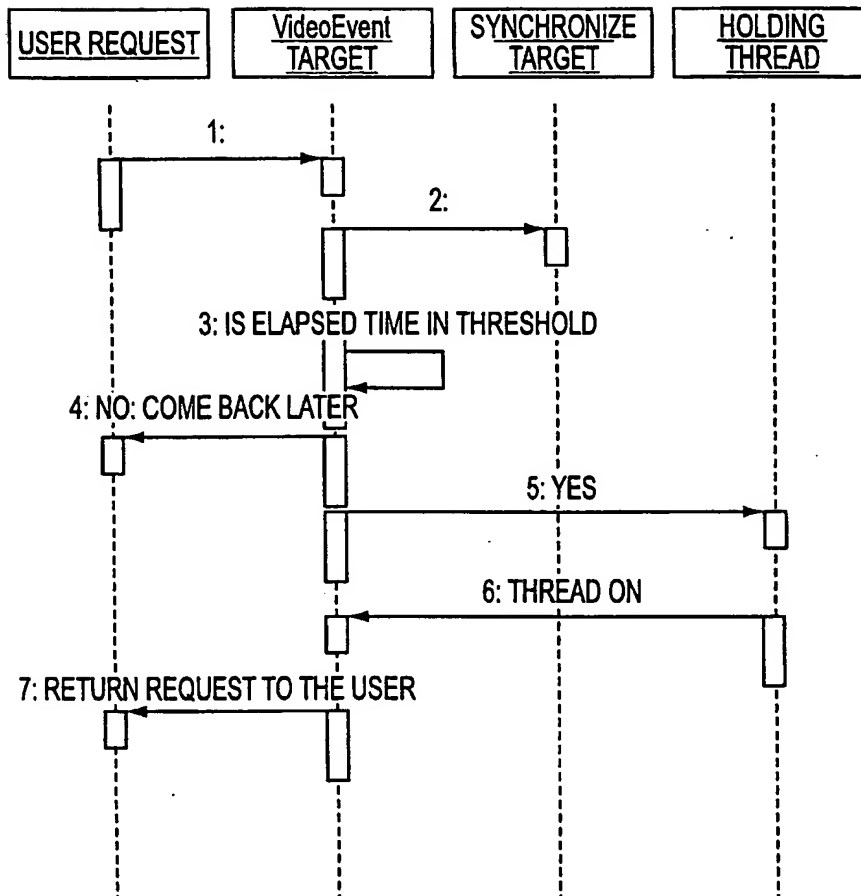 USER REQUEST
VideoEvent
TARGET
SYNCHRONIZE
TARGET
HOLDING
THREAD
1:
2:
3: IS ELAPSED TIME IN THRESHOLD
4: NO: COME BACK LATER
5: YES
6: THREAD ON
7: RETURN REQUEST TO THE USER